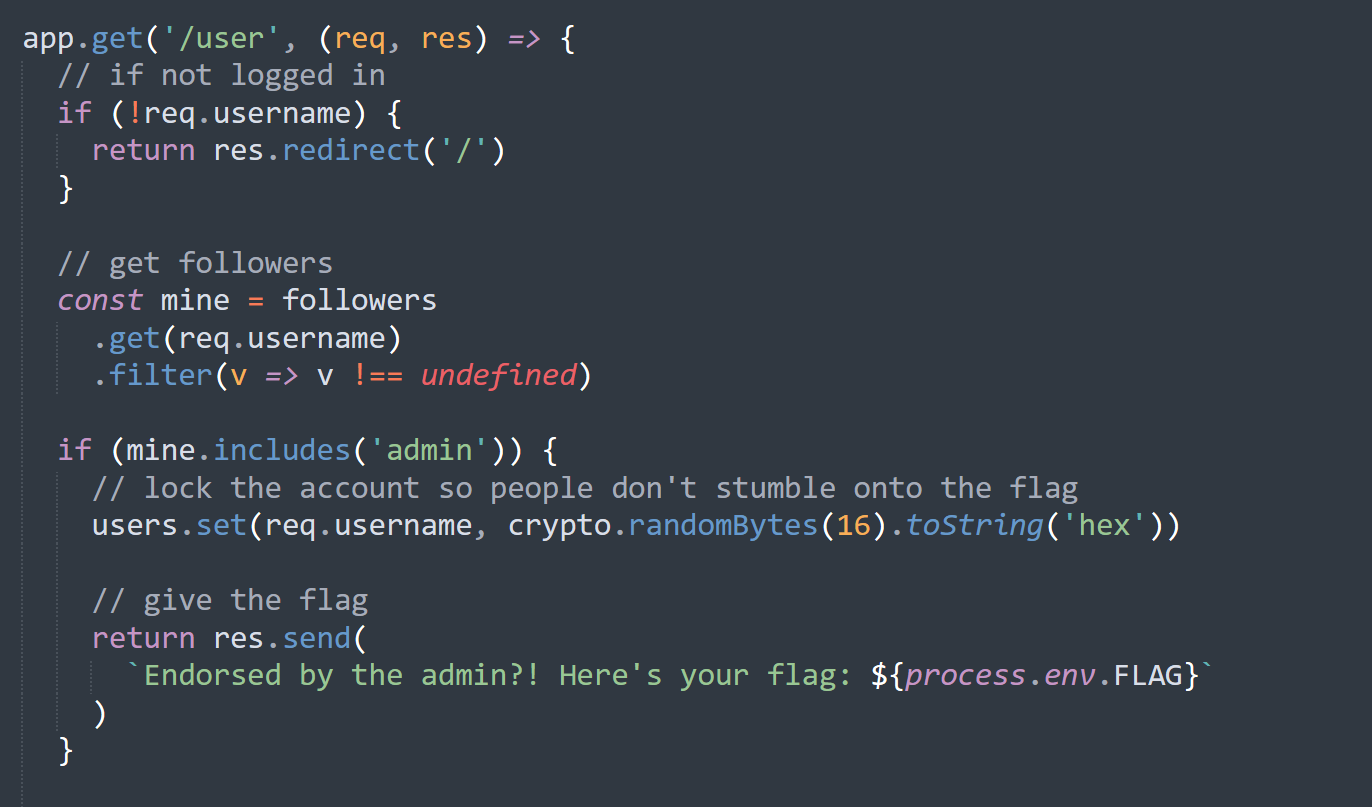 app.get('/user', (req, res) => {
  // if not logged in
  if (!req.username) {
    return res.redirect('/')
  }

  // get followers
  const mine = followers
    .get(req.username)
    .filter(v => v !== undefined)

  if (mine.includes('admin')) {
    // lock the account so people don't stumble onto the flag
    users.set(req.username, crypto.randomBytes(16).toString('hex'))

    // give the flag
    return res.send(
      `Endorsed by the admin?! Here's your flag: ${process.env.FLAG}`
    )
  }